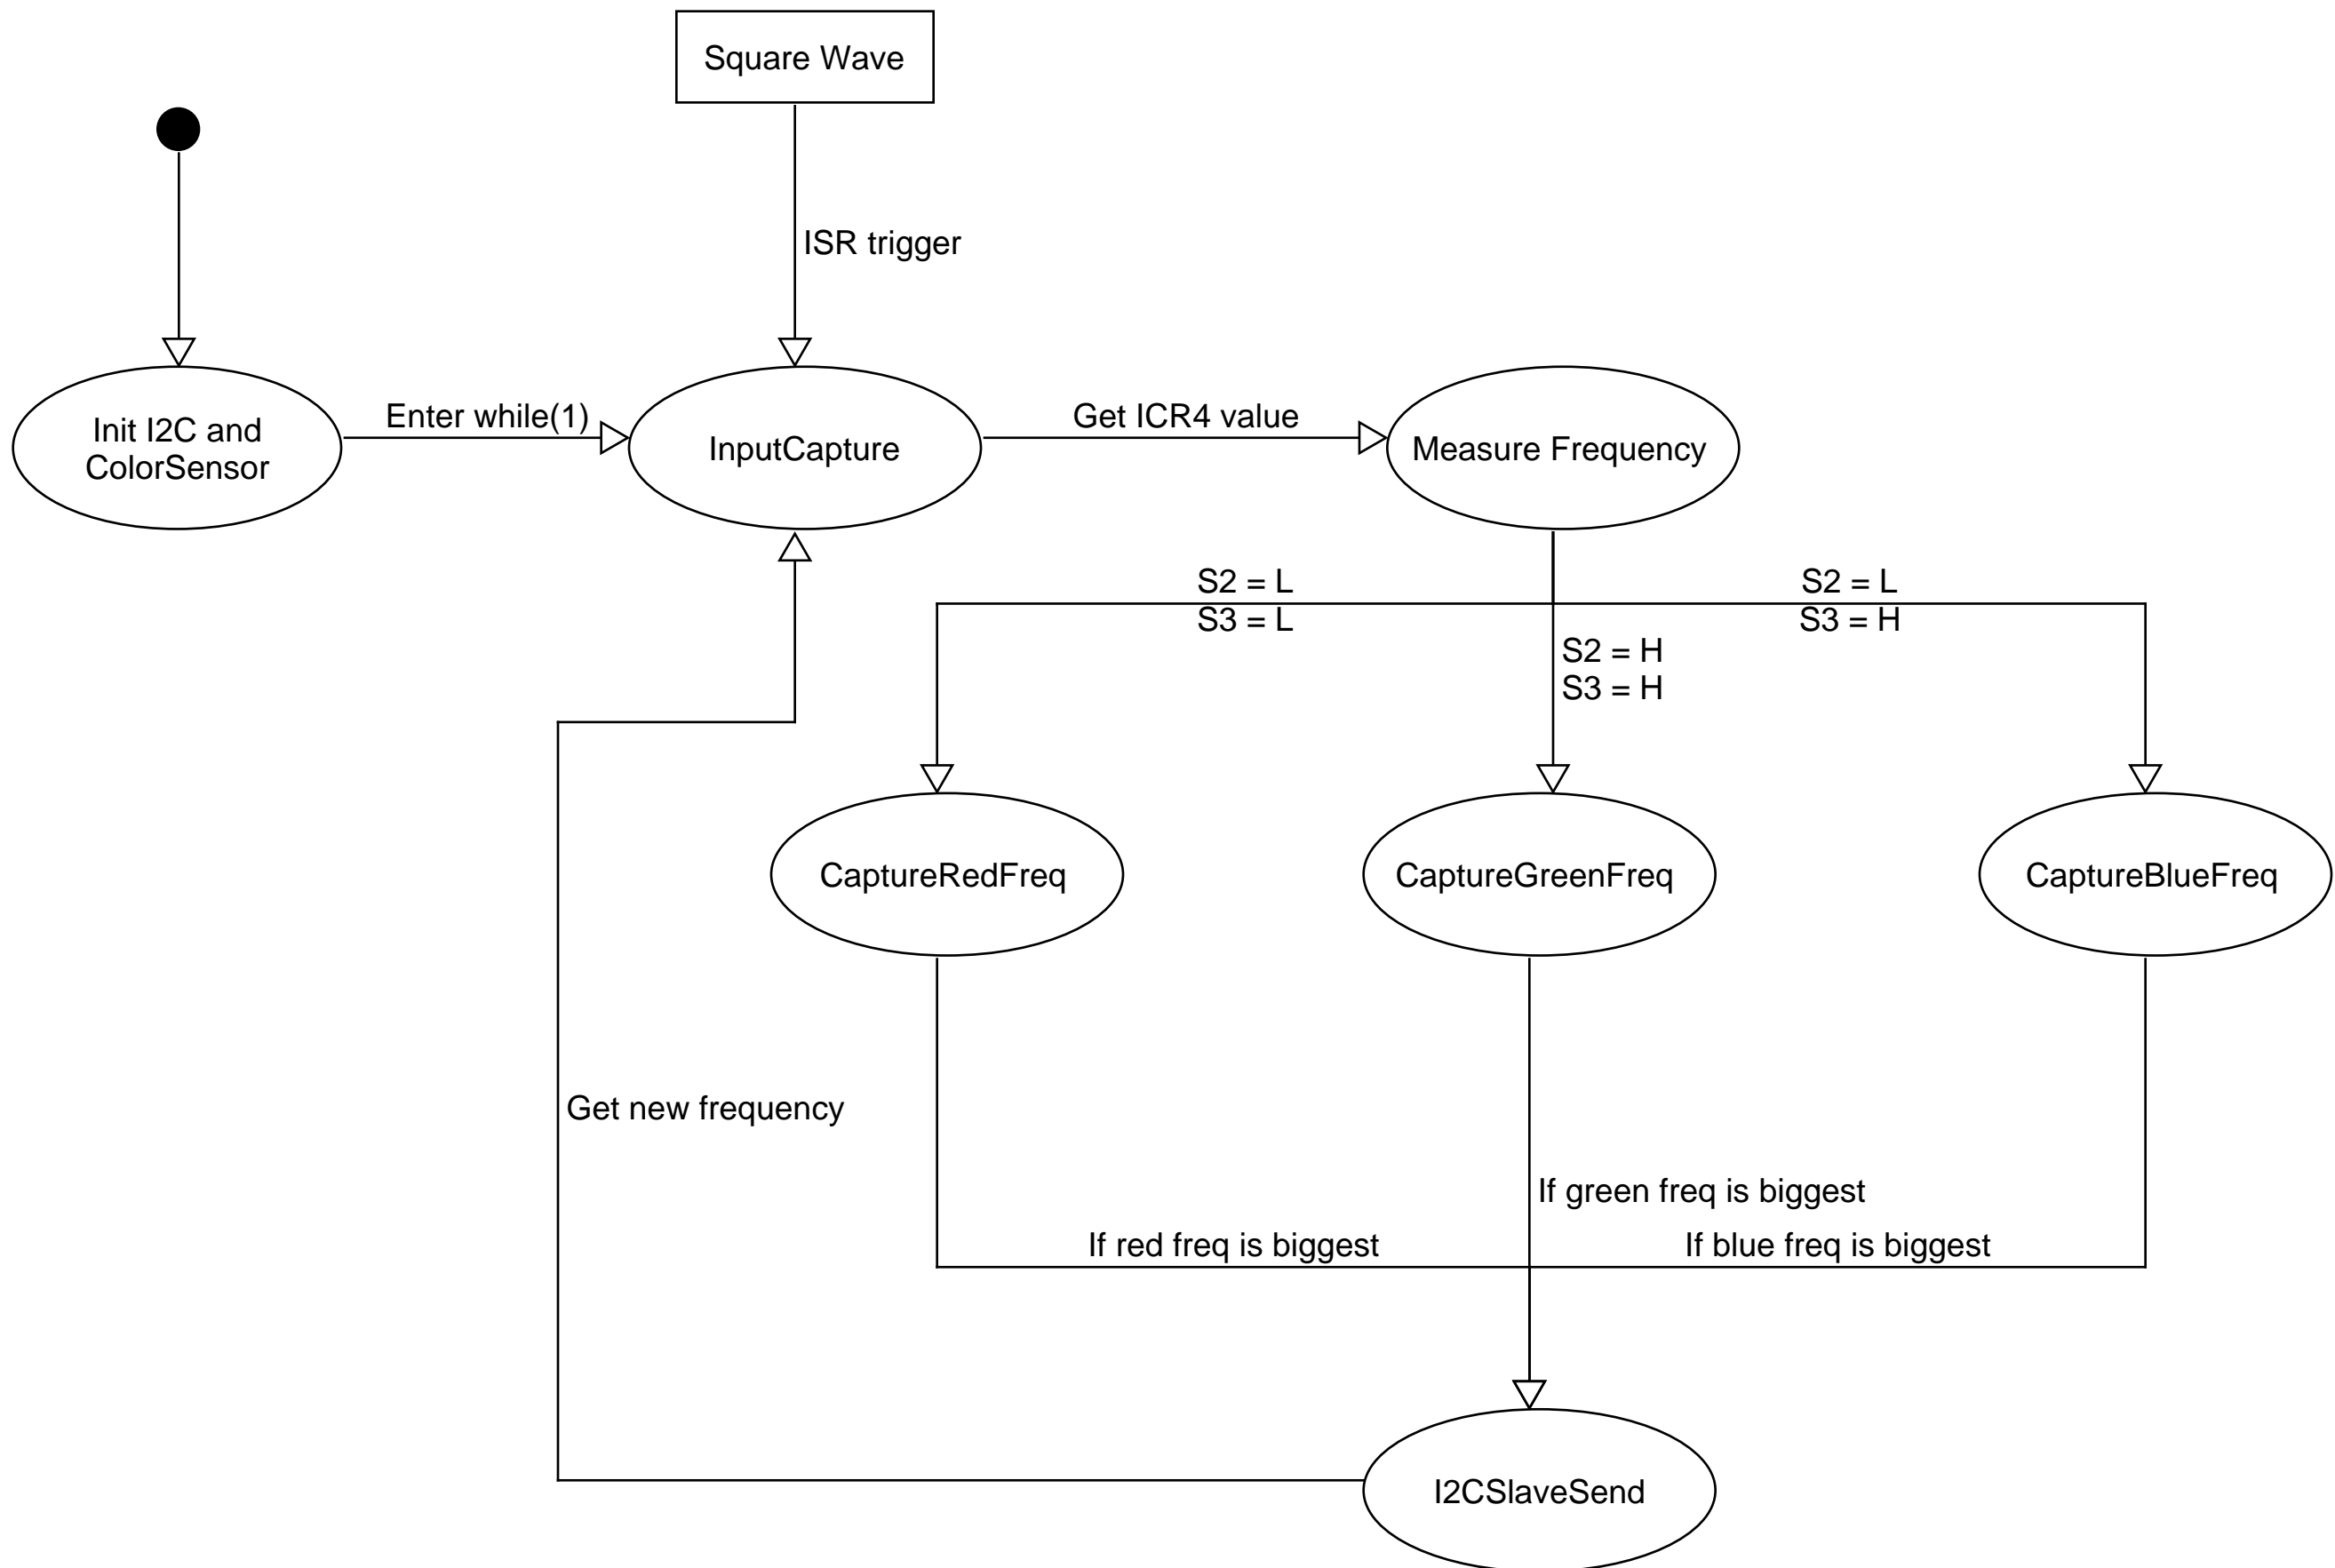 Square Wave
ISR trigger
Init I2C and
ColorSensor
Enter while(1)
InputCapture
Get ICR4 value
Measure Frequency
S2 = L
S3 = L
S2 = H
S3 = H
S2 = L
S3 = H
CaptureRedFreq
CaptureGreenFreq
CaptureBlueFreq
Get new frequency
If green freq is biggest
If red freq is biggest
If blue freq is biggest
I2CSlaveSend